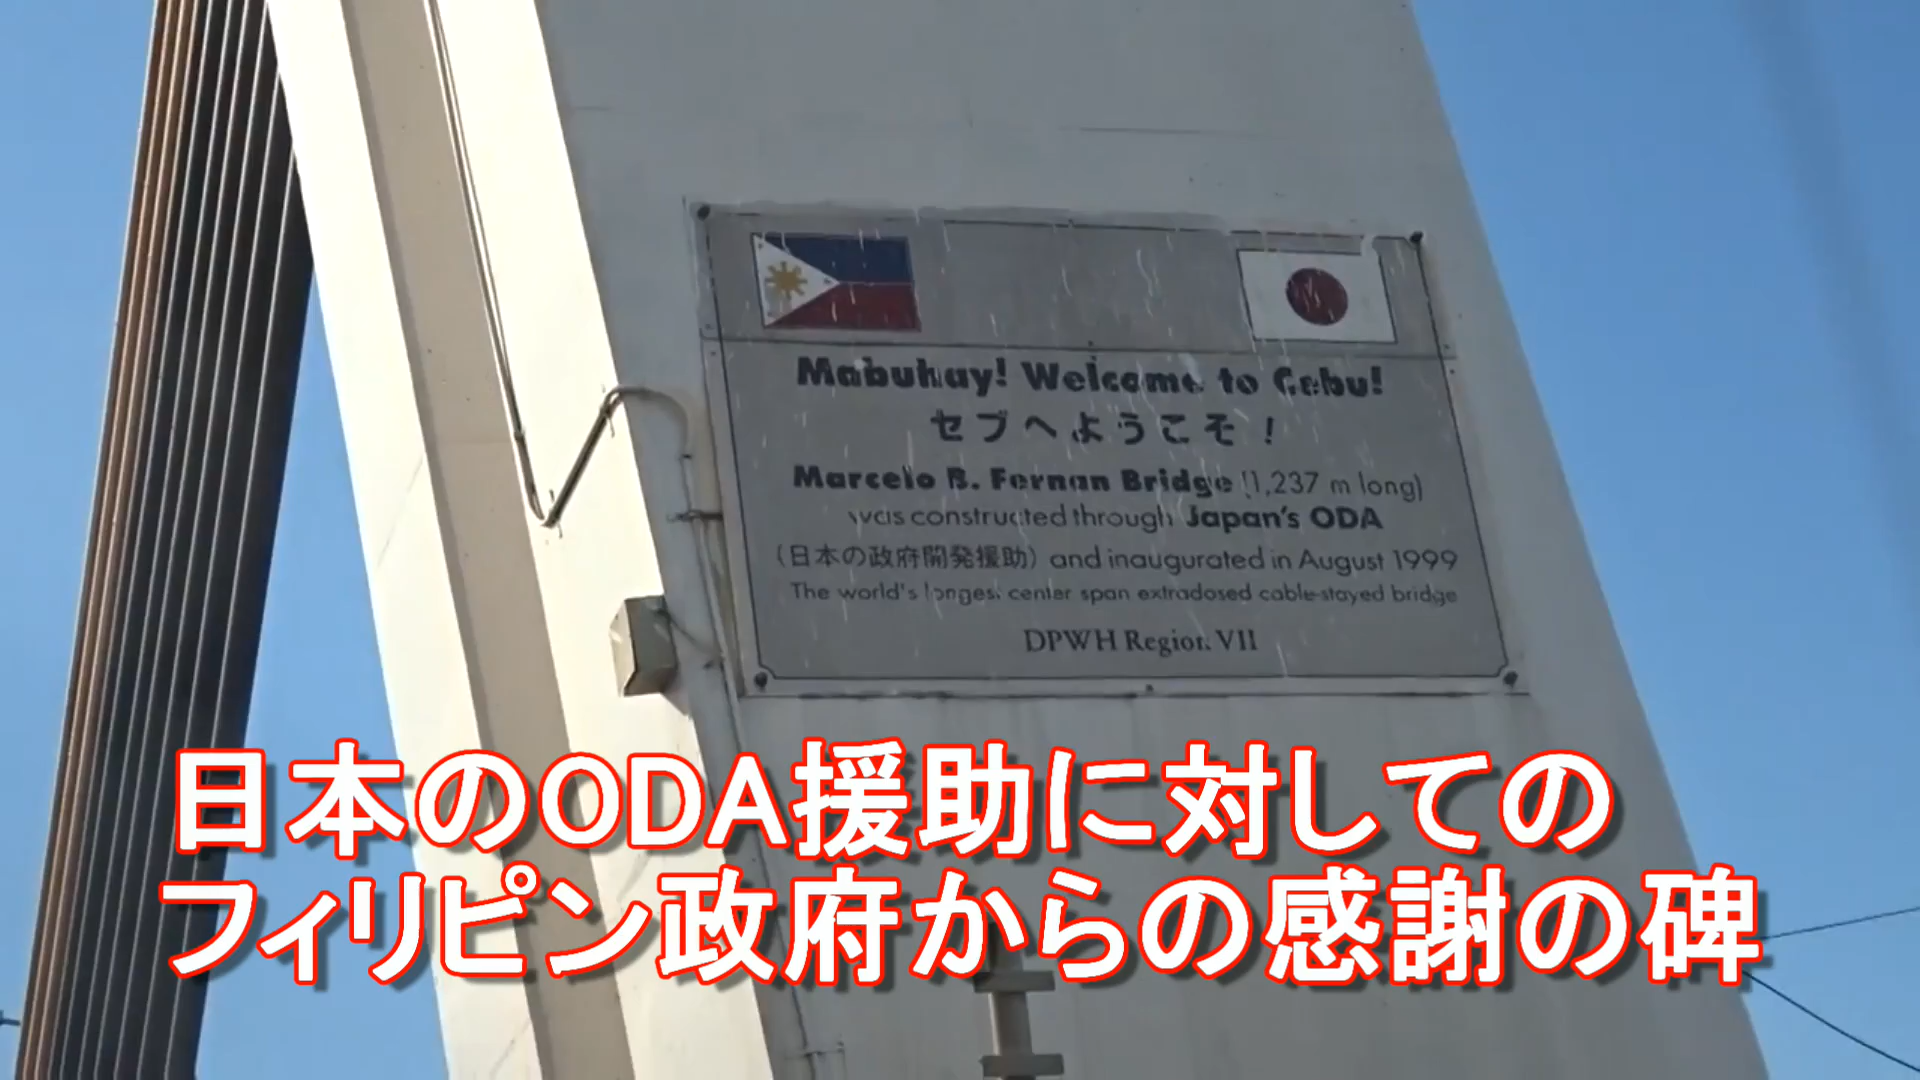 Mabuhay! Welcome to Cebu!
セブへようこそ！
Marcelo B. Fernan Bridge (1,237 m long)
was constructed through Japan's ODA
(日本の政府開発援助) and inaugurated in August 1999
The world's longest center span extradosed cable-stayed bridge
DPWH Region VII
日本のODA援助に対しての
フィリピン政府からの感謝の碑